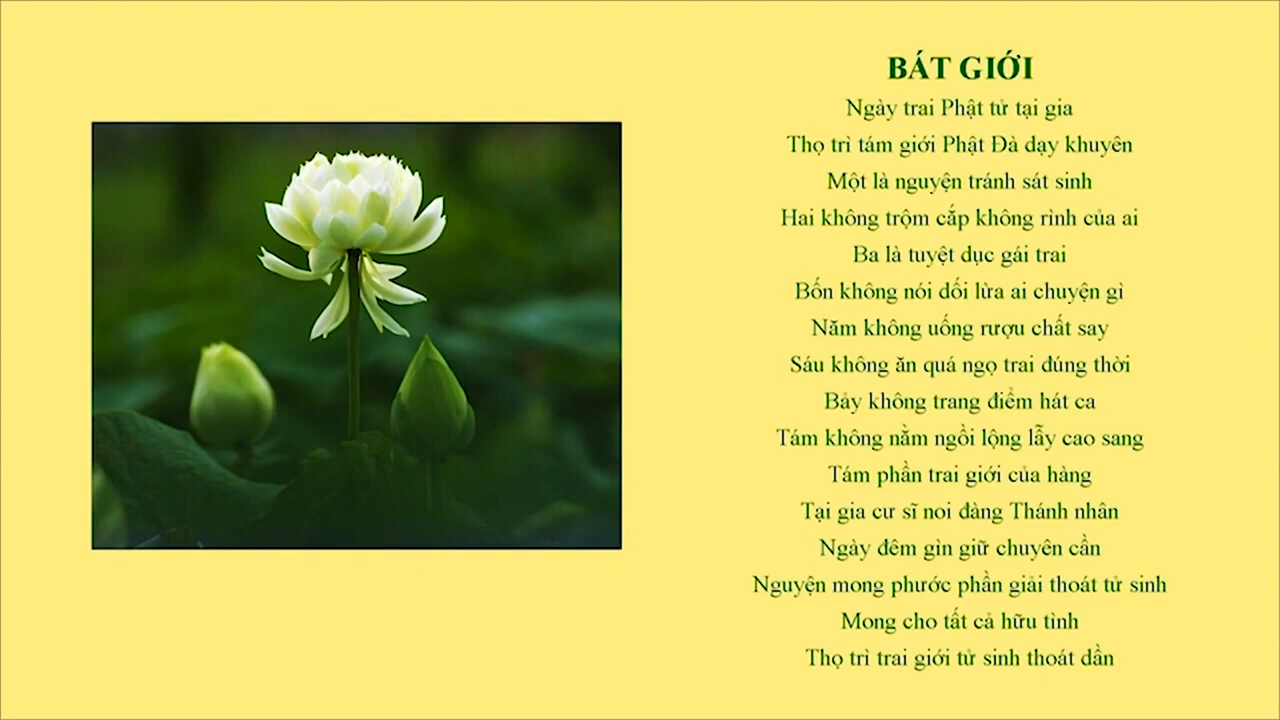 BÁT GIỚI
Ngày trai Phật tử tại gia
Thọ trì tám giới Phật Đà dạy khuyên
Một là nguyện tránh sát sinh
Hai không trộm cắp không rình của ai
Ba là tuyệt dục gái trai
Bốn không nói dối lừa ai chuyện gì
Năm không uống rượu chất say
Sáu không ăn quá ngọ trai đúng thời
Bảy không trang điểm hát ca
Tám không nằm ngồi lộng lẫy cao sang
Tám phần trai giới của hàng
Tại gia cư sĩ noi đàng Thánh nhân
Ngày đêm gìn giữ chuyên cần
Nguyện mong phước phần giải thoát tử sinh
Mong cho tất cả hữu tình
Thọ trì trai giới tử sinh thoát dần